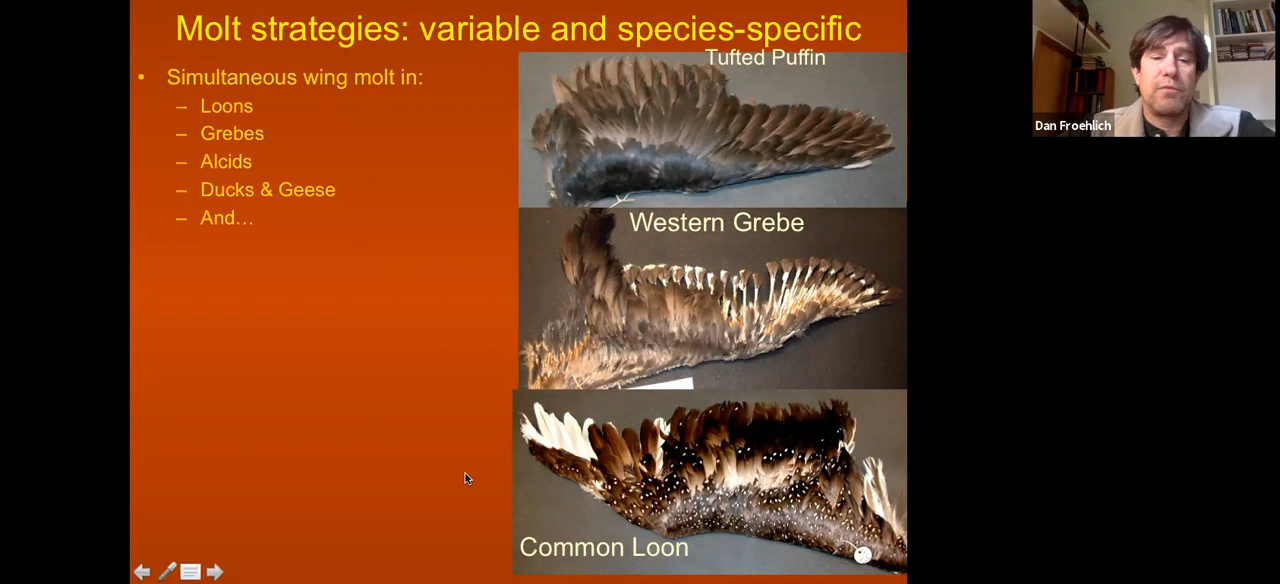 Molt strategies: variable and species-specific
• Simultaneous wing molt in:
– Loons
– Grebes
– Alcids
– Ducks & Geese
– And…
Tufted Puffin
Western Grebe
Common Loon
Dan Froehlich